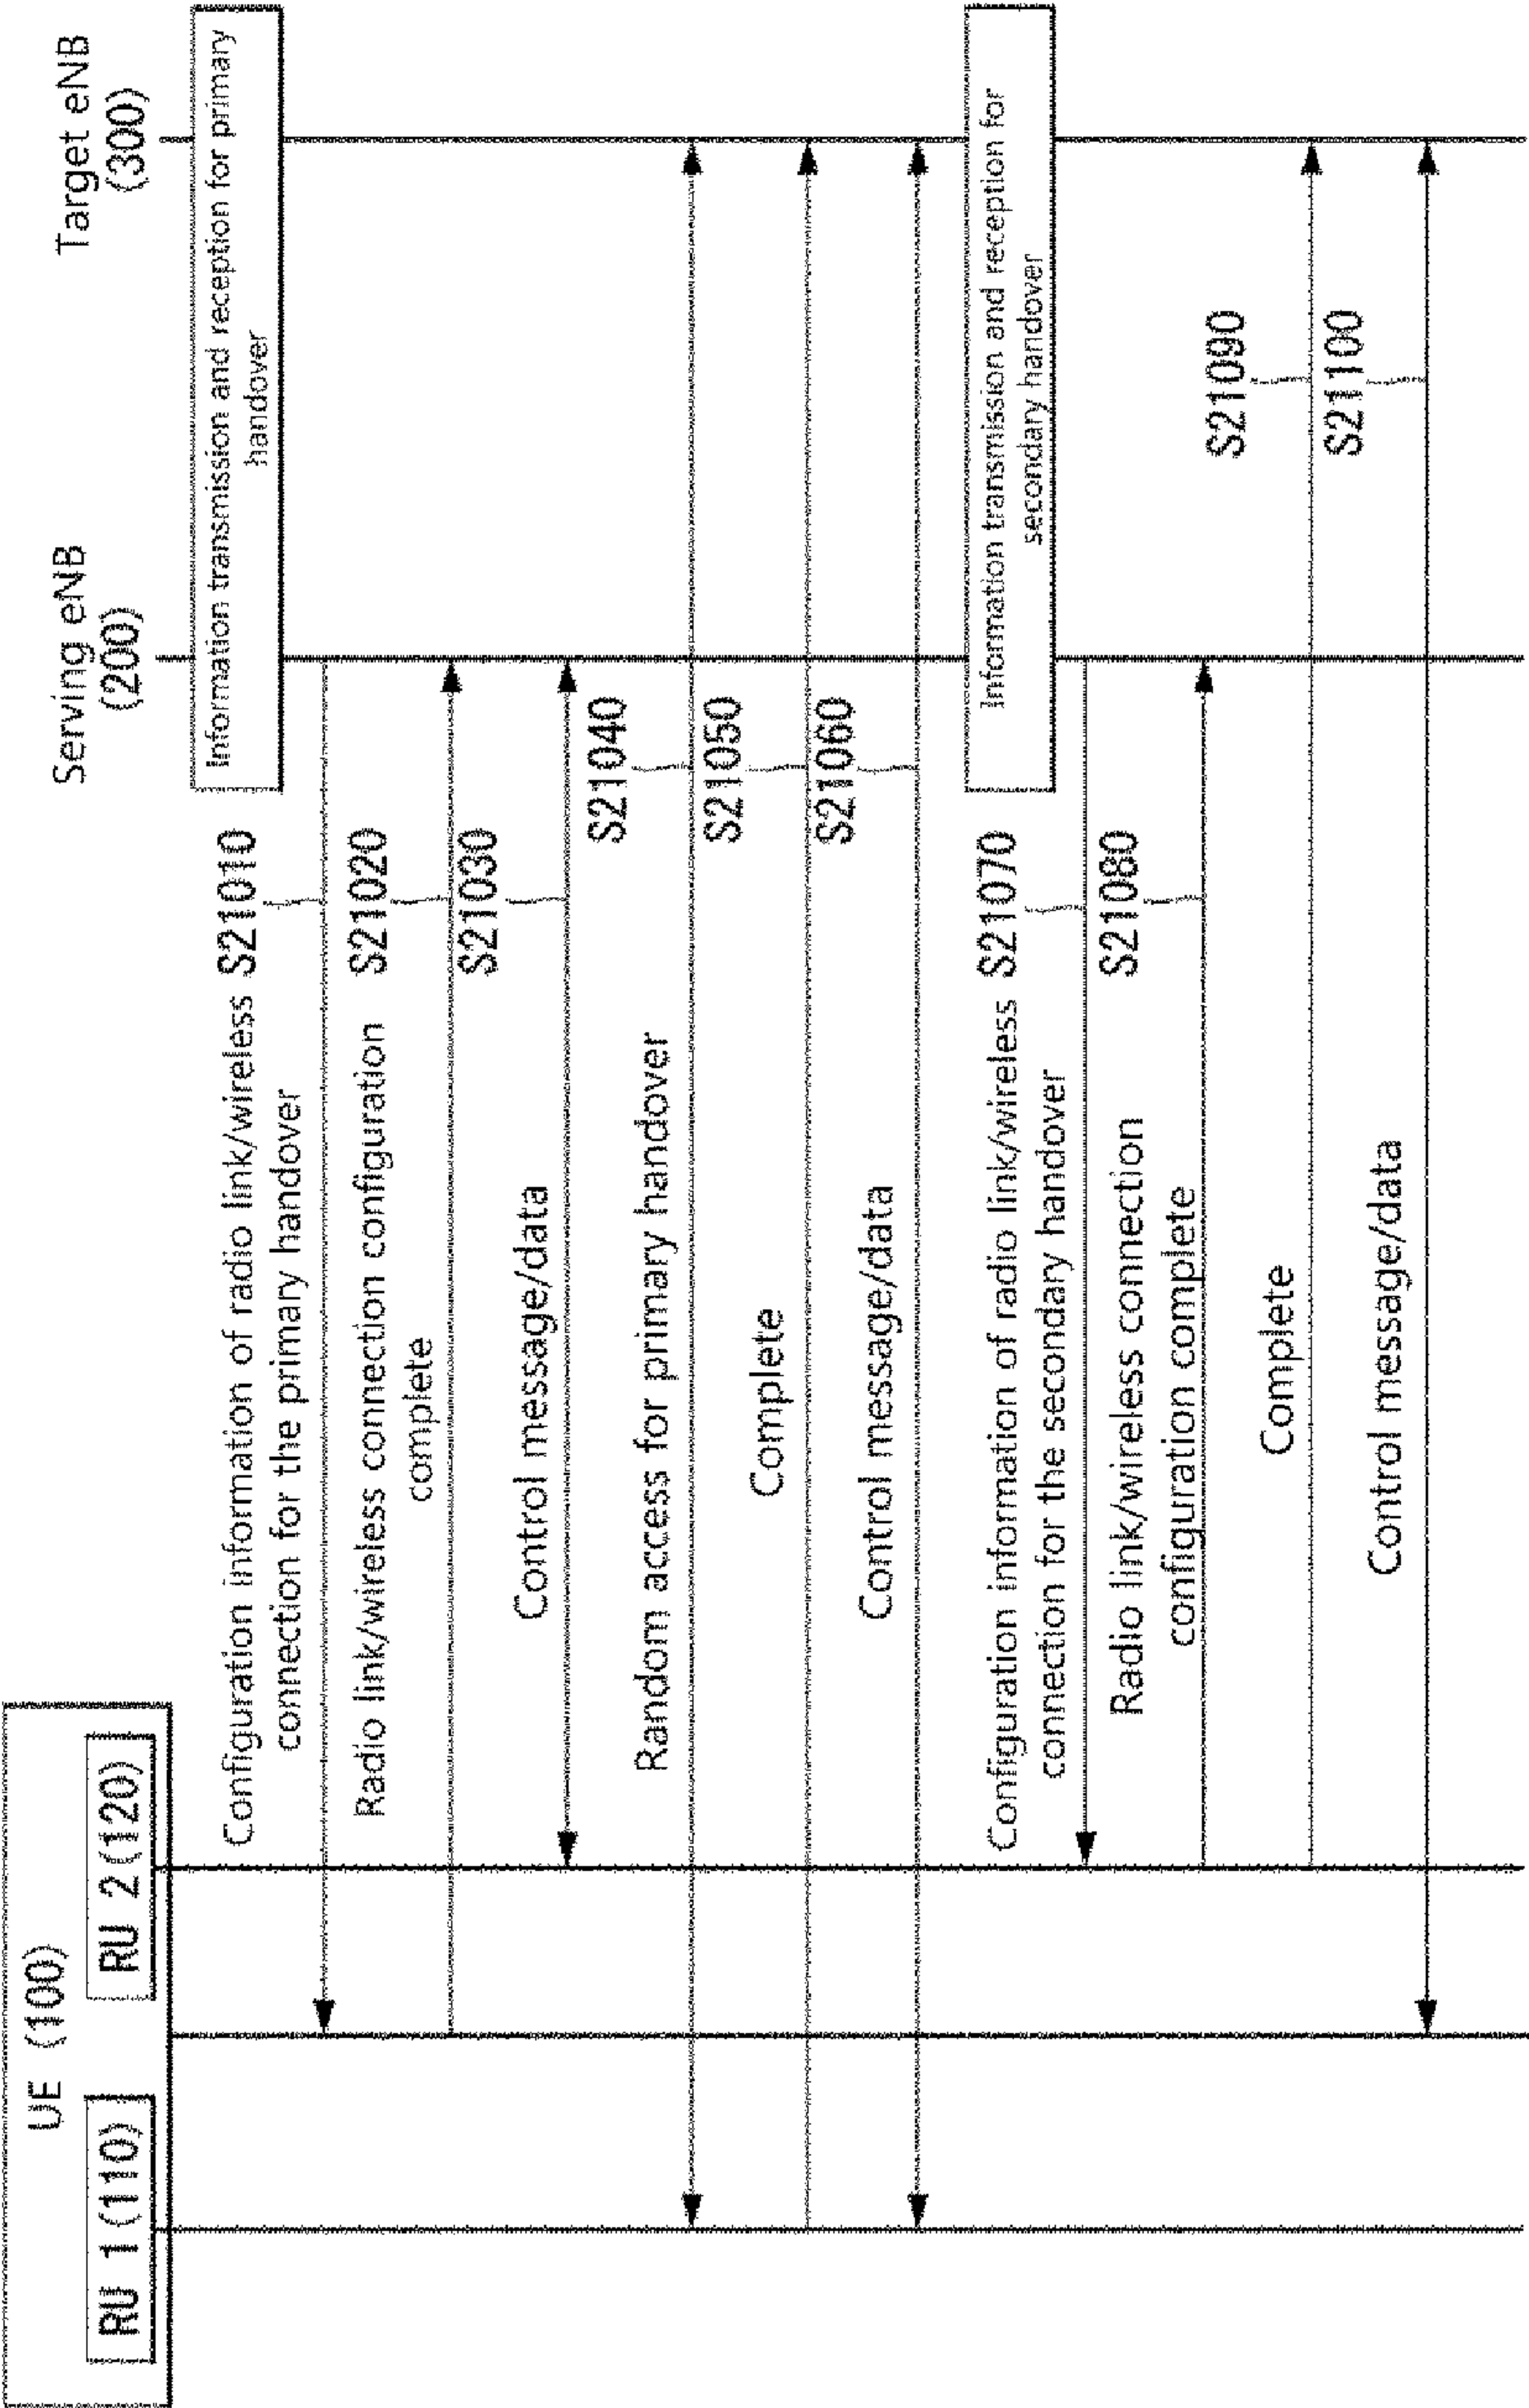 UE (100)
RU 1(110)
RU 2(120)
Serving eNB
(200)
Target eNB
(300)
Information transmission and reception for primary
handover
Configuration information of radio link/wireless
connection for the primary handover
S21010
Radio link/wireless connection configuration
complete
S21020
Control message/data
S21030
Random access for primary handover
S21040
Complete
S21050
Control message/data
S21060
Information transmission and reception for
secondary handover
Configuration information of radio link/wireless
connection for the secondary handover
S21070
Radio link/wireless connection
configuration complete
S21080
Complete
S21090
Control message/data
S21100